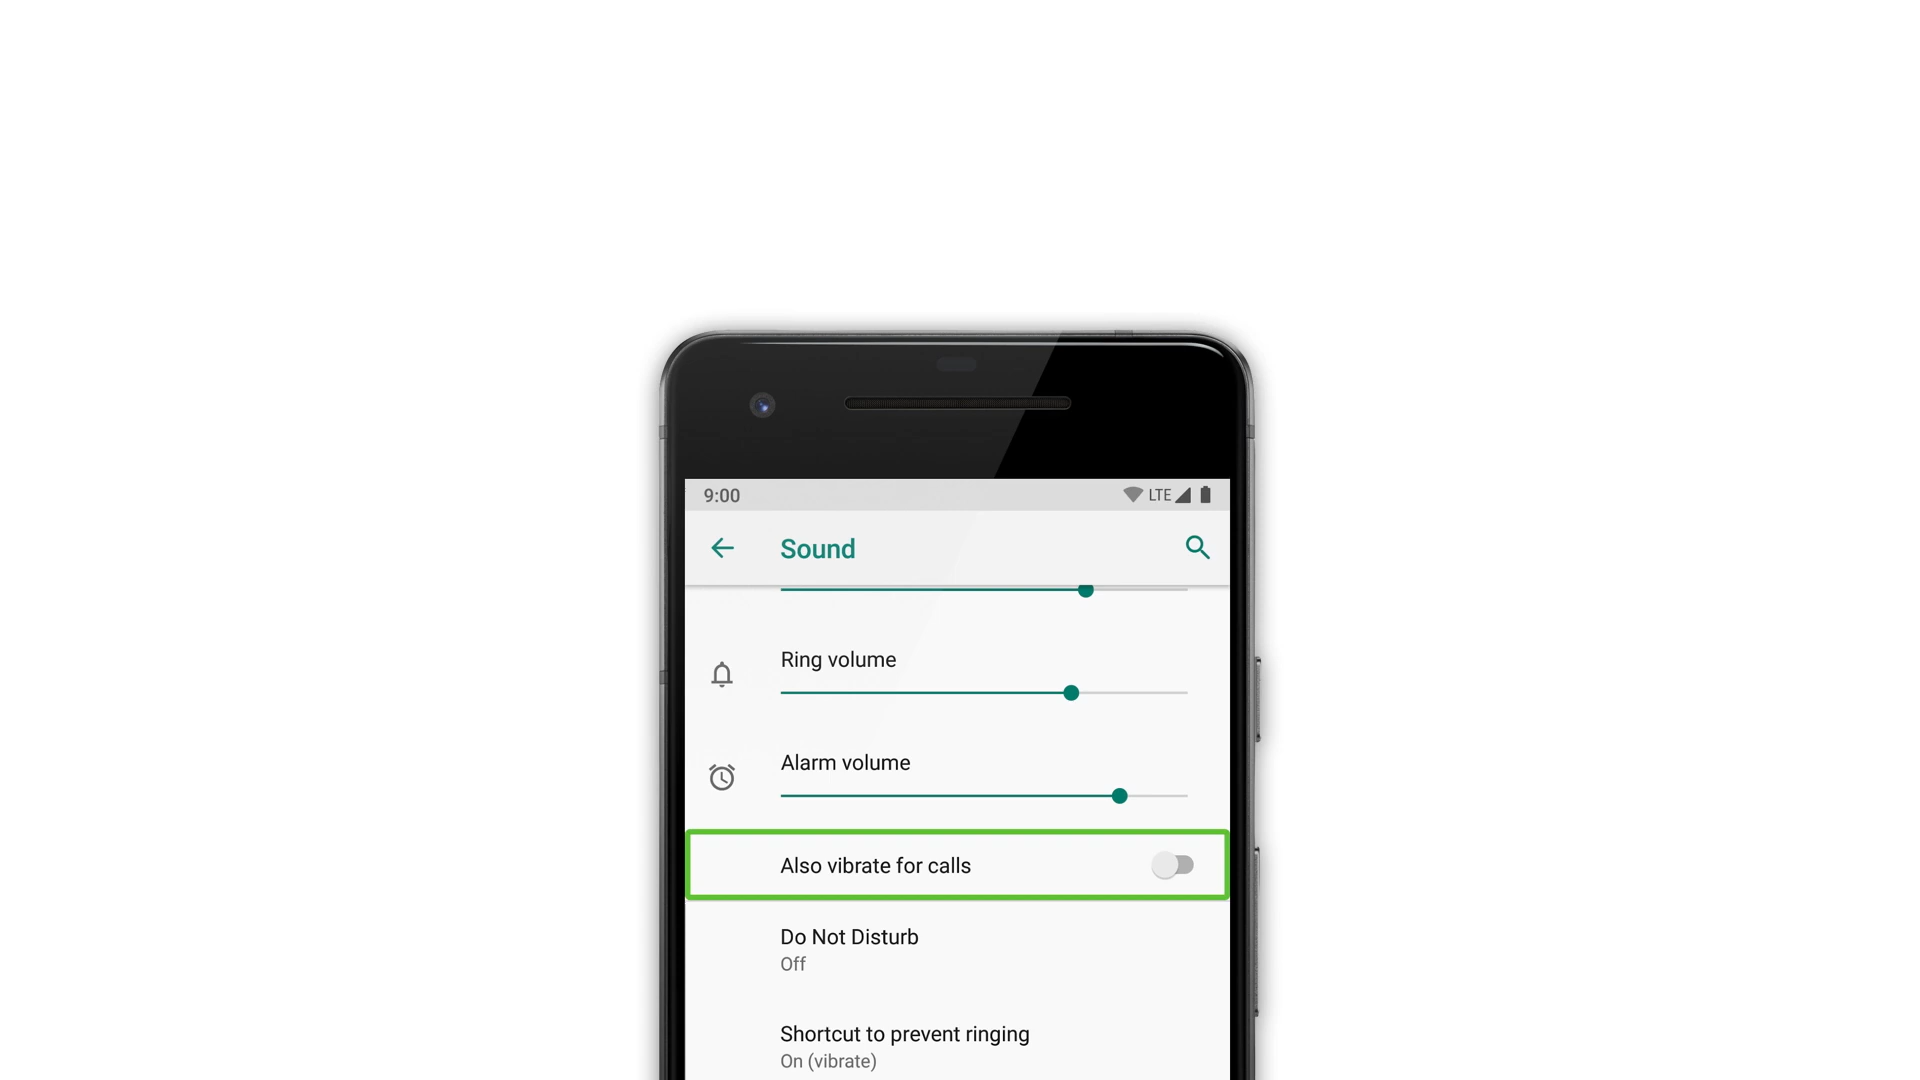 9:00 LTE
Sound
Ring volume
Alarm volume
Also vibrate for calls
Do Not Disturb
Off
Shortcut to prevent ringing
On (vibrate)